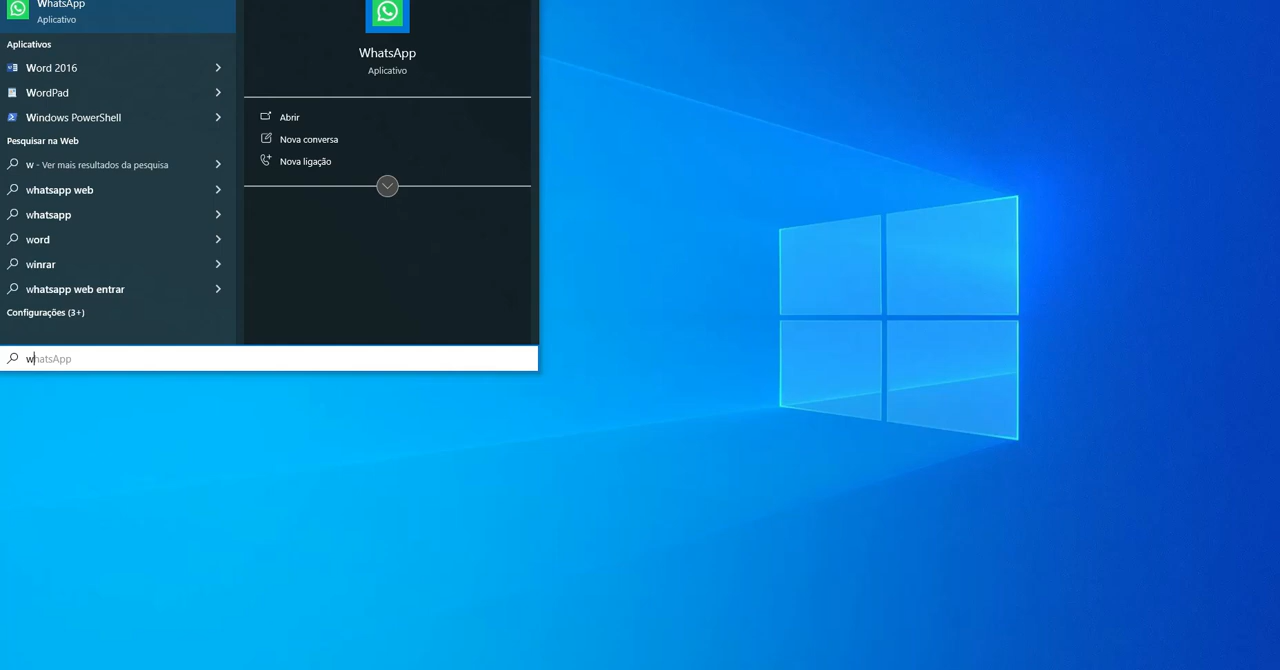 WhatsApp
Aplicativo
Aplicativos
Word 2016
WordPad
Windows PowerShell
Pesquisar na Web
w - Ver mais resultados da pesquisa
whatsapp web
whatsapp
word
winrar
whatsapp web entrar
Configurações (3+)
whatsApp
WhatsApp
Aplicativo
Abrir
Nova conversa
Nova ligação